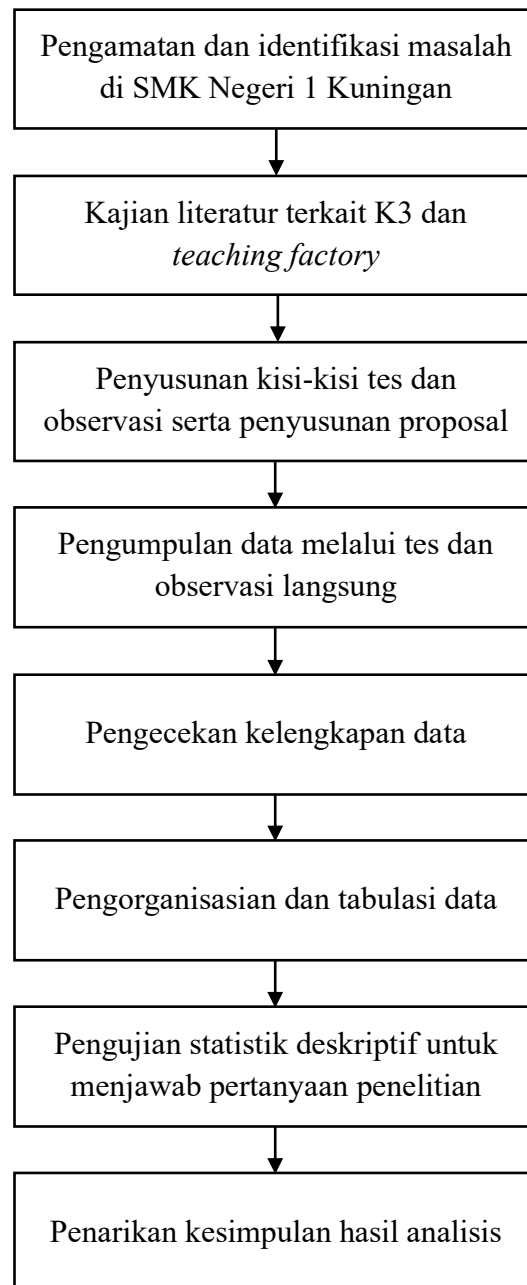 Pengamatan dan identifikasi masalah
di SMK Negeri 1 Kuningan
Kajian literatur terkait K3 dan
teaching factory
Penyusunan kisi-kisi tes dan
observasi serta penyusunan proposal
Pengumpulan data melalui tes dan
observasi langsung
Pengecekan kelengkapan data
Pengorganisasian dan tabulasi data
Pengujian statistik deskriptif untuk
menjawab pertanyaan penelitian
Penarikan kesimpulan hasil analisis